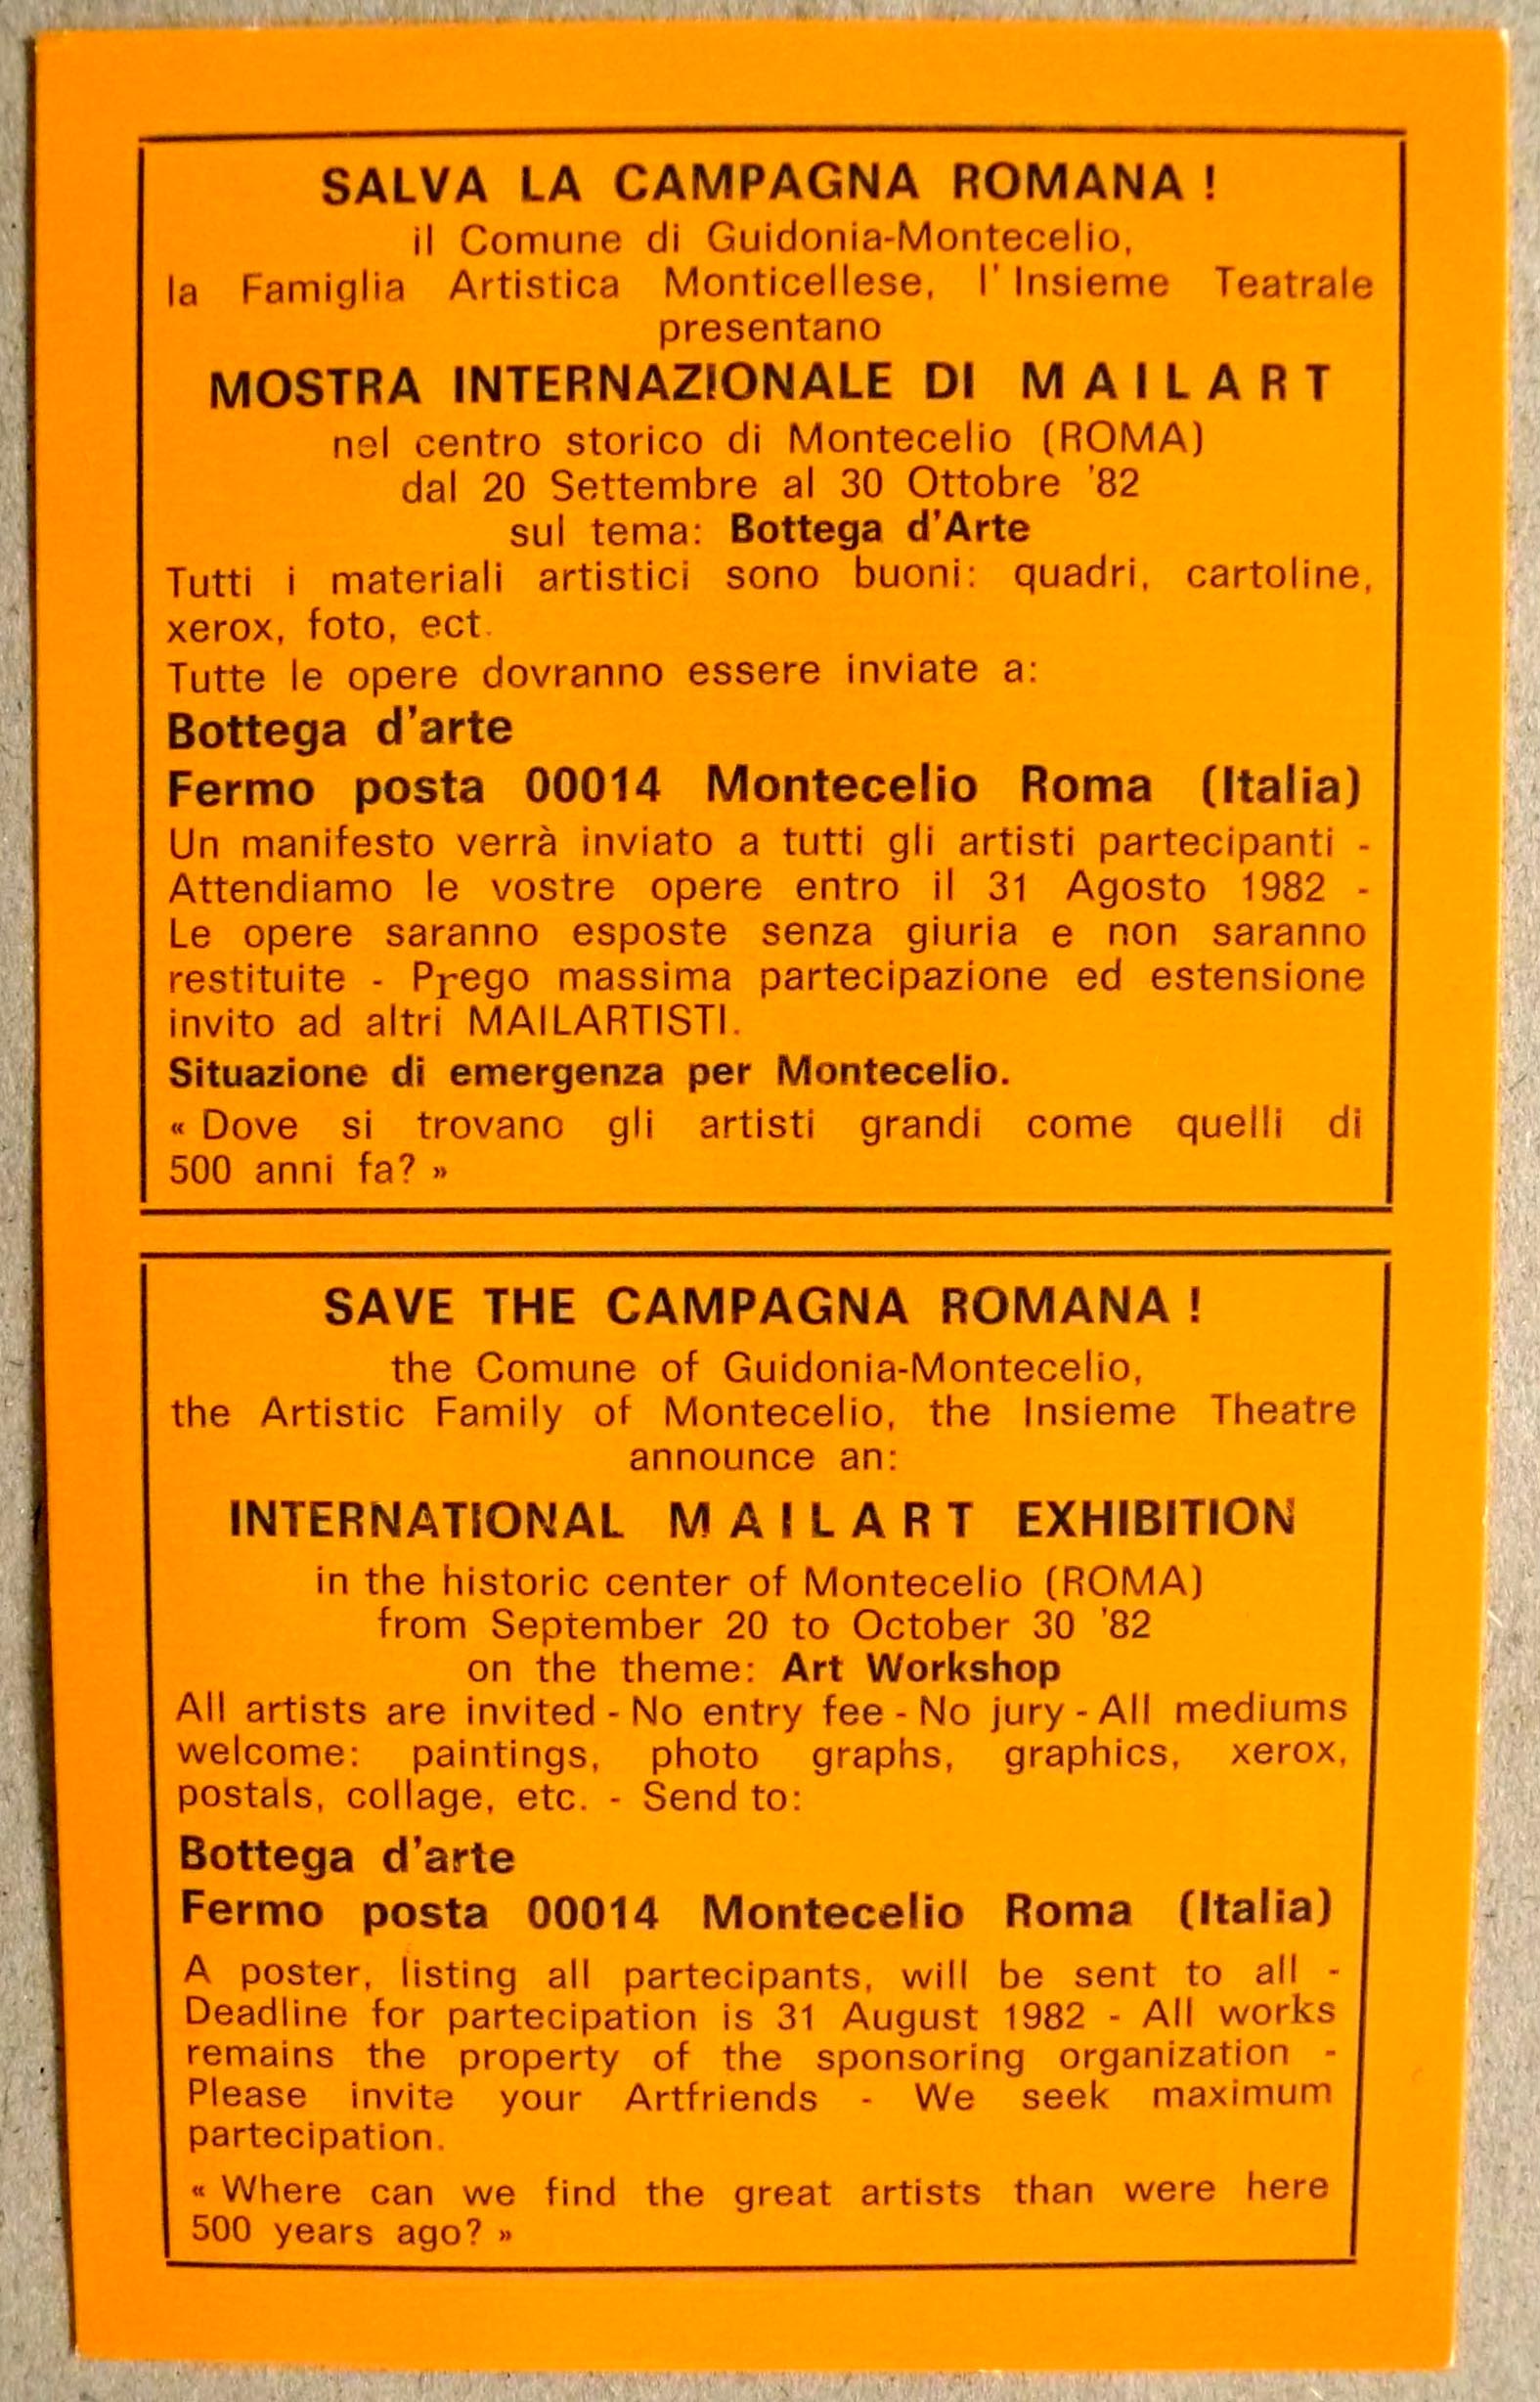 SALVA LA CAMPAGNA ROMANA !
il Comune di Guidonia-Montecelio,
la Famiglia Artistica Monticellese, l' Insieme Teatrale
presentano
MOSTRA INTERNAZIONALE DI MAILART
nel centro storico di Montecelio (ROMA)
dal 20 Settembre al 30 Ottobre '82
sul tema: Bottega d'Arte
Tutti i materiali artistici sono buoni: quadri, cartoline,
xerox, foto, ect.
Tutte le opere dovranno essere inviate a:
Bottega d'arte
Fermo posta 00014 Montecelio Roma (Italia)
Un manifesto verrà inviato a tutti gli artisti partecipanti -
Attendiamo le vostre opere entro il 31 Agosto 1982 -
Le opere saranno esposte senza giuria e non saranno
restituite - Prego massima partecipazione ed estensione
invito ad altri MAILARTISTI.
Situazione di emergenza per Montecelio.
« Dove si trovano gli artisti grandi come quelli di
500 anni fa? »
SAVE THE CAMPAGNA ROMANA !
the Comune of Guidonia-Montecelio,
the Artistic Family of Montecelio, the Insieme Theatre
announce an:
INTERNATIONAL MAILART EXHIBITION
in the historic center of Montecelio (ROMA)
from September 20 to October 30 '82
on the theme: Art Workshop
All artists are invited - No entry fee - No jury - All mediums
welcome: paintings, photo graphs, graphics, xerox,
postals, collage, etc. - Send to:
Bottega d'arte
Fermo posta 00014 Montecelio Roma (Italia)
A poster, listing all partecipants, will be sent to all -
Deadline for partecipation is 31 August 1982 - All works
remains the property of the sponsoring organization -
Please invite your Artfriends - We seek maximum
partecipation.
« Where can we find the great artists than were here
500 years ago? »